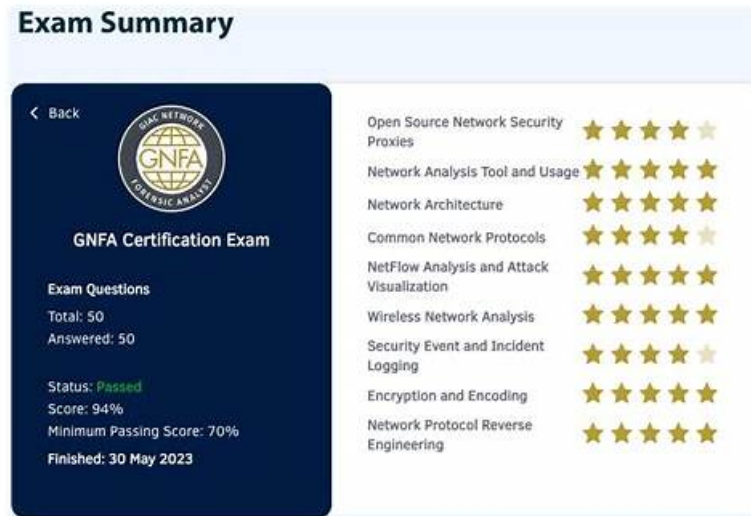 Exam Summary
Back
GIAC NETWORK
GNFA
FORENSIC ANALYST
GNFA Certification Exam
Exam Questions
Total: 50
Answered: 50
Status: Passed
Score: 94%
Minimum Passing Score: 70%
Finished: 30 May 2023
Open Source Network Security
Proxies
Network Analysis Tool and Usage
Network Architecture
Common Network Protocols
NetFlow Analysis and Attack
Visualization
Wireless Network Analysis
Security Event and Incident
Logging
Encryption and Encoding
Network Protocol Reverse
Engineering